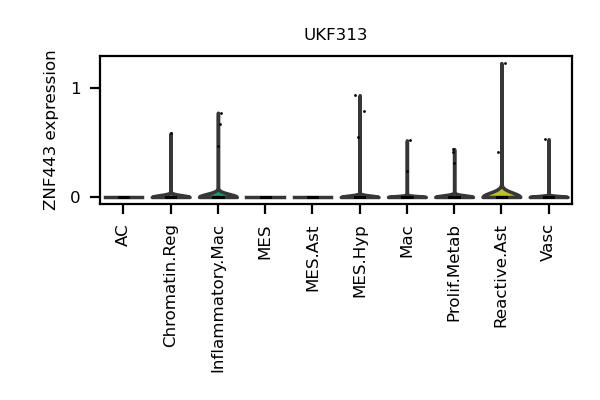 UKF313
ZNF443 expression
1
0
AC
Chromatin.Reg
Inflammatory.Mac
MES
MES.Ast
MES.Hyp
Mac
Prolif.Metab
Reactive.Ast
Vasc